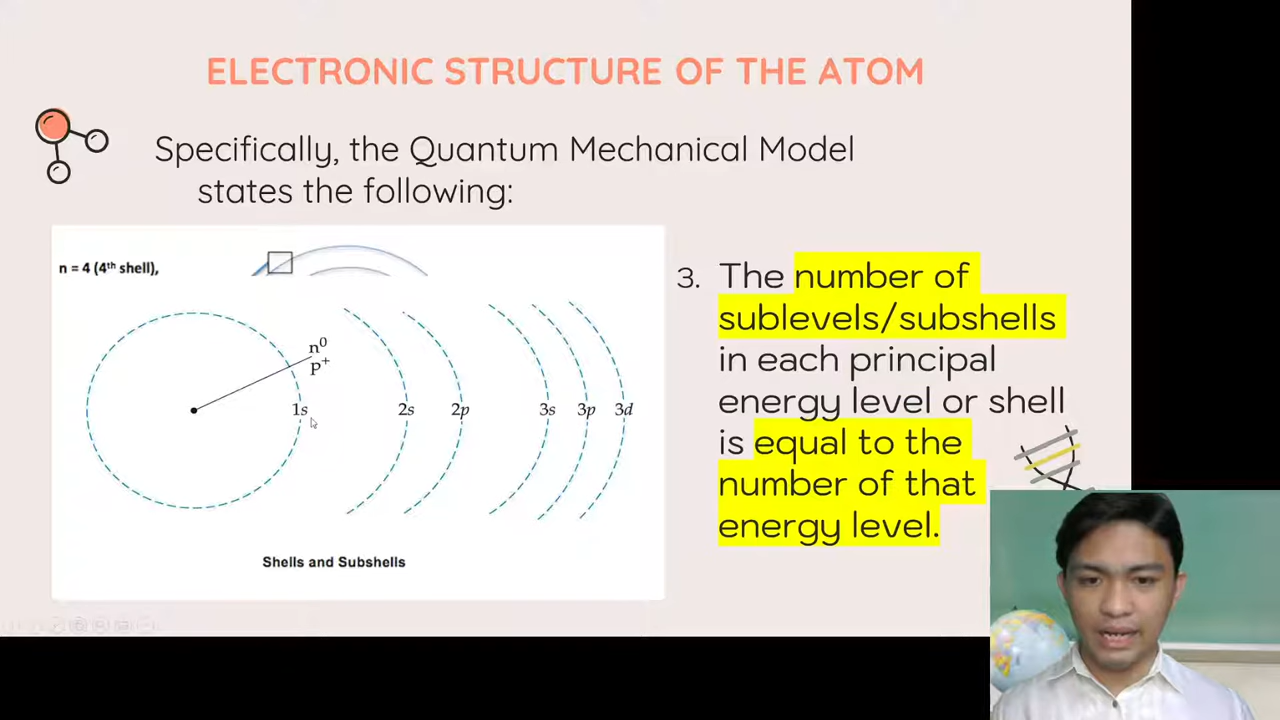 ELECTRONIC STRUCTURE OF THE ATOM
Specifically, the Quantum Mechanical Model
states the following:
n = 4 (4th shell),
n⁰
p⁺
1s
2s
2p
3s
3p
3d
Shells and Subshells
3. The number of
sublevels/subshells
in each principal
energy level or shell
is equal to the
number of that
energy level.